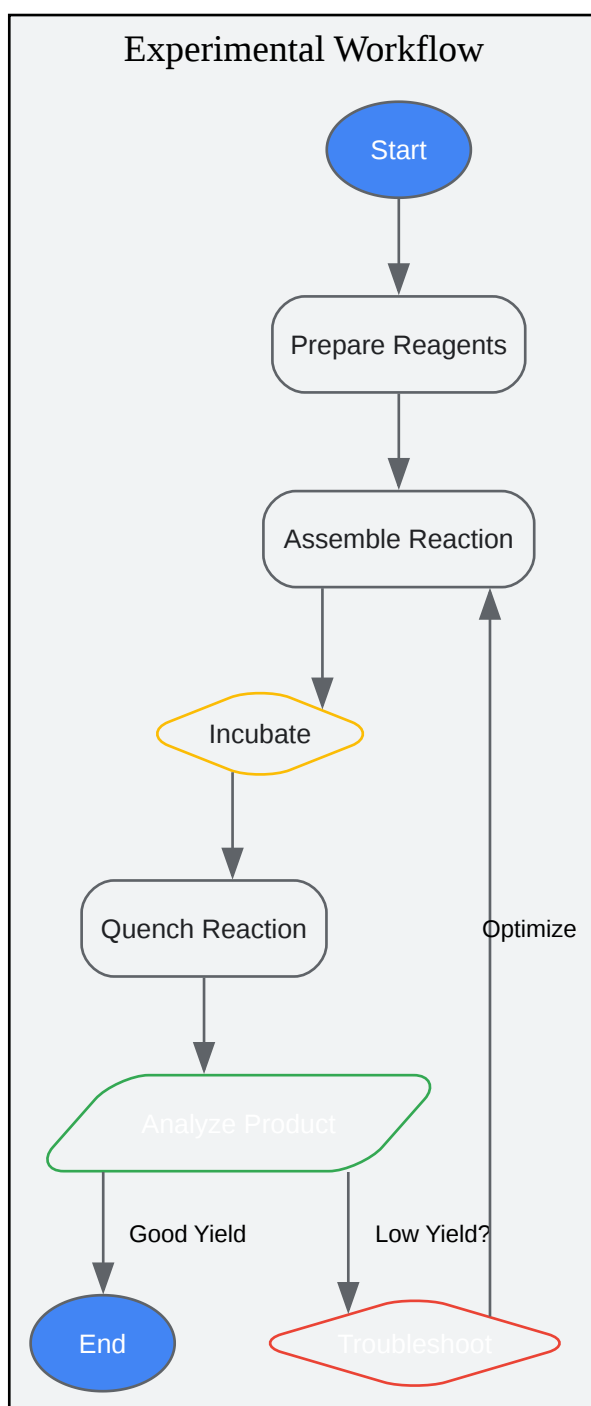 Experimental Workflow
Start
Prepare Reagents
Assemble Reaction
Incubate
Quench Reaction
Optimize
Analyze Product
Good Yield
Low Yield?
End
Troubleshoot